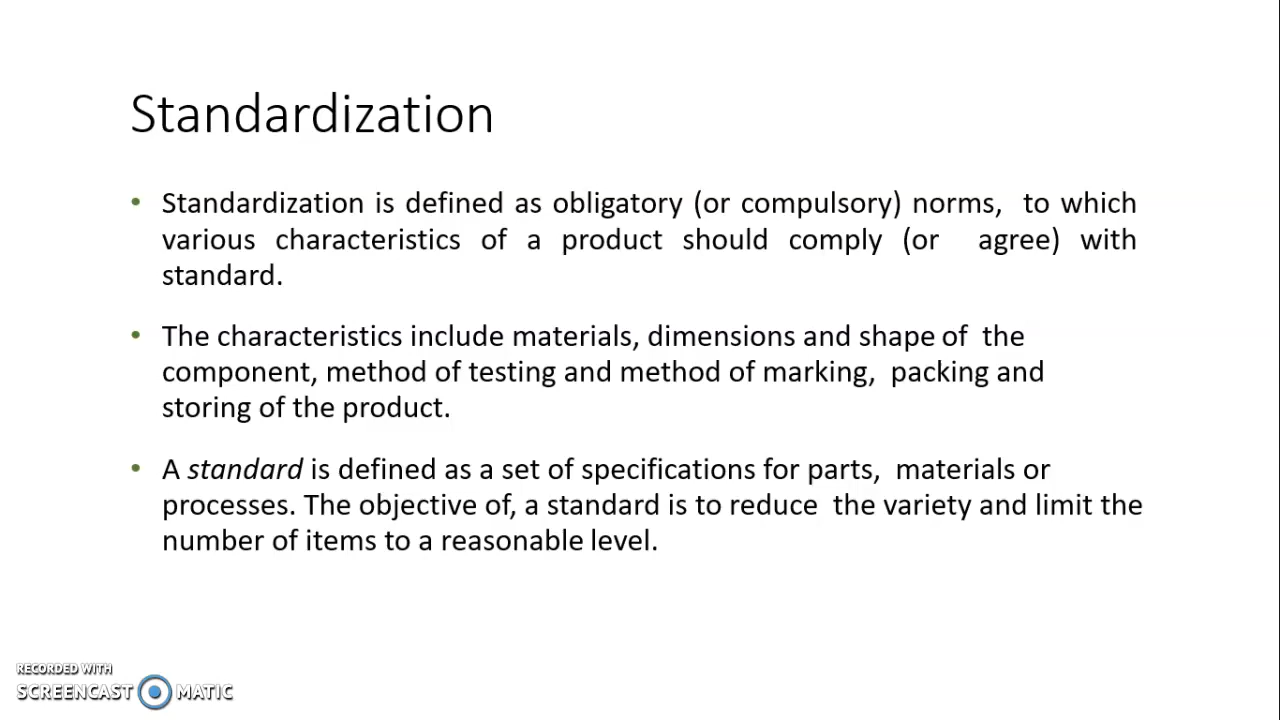 Standardization
• Standardization is defined as obligatory (or compulsory) norms, to which
various characteristics of a product should comply (or agree) with
standard.
• The characteristics include materials, dimensions and shape of the
component, method of testing and method of marking, packing and
storing of the product.
• A standard is defined as a set of specifications for parts, materials or
processes. The objective of, a standard is to reduce the variety and limit the
number of items to a reasonable level.
RECORDED WITH
SCREENCAST MATIC